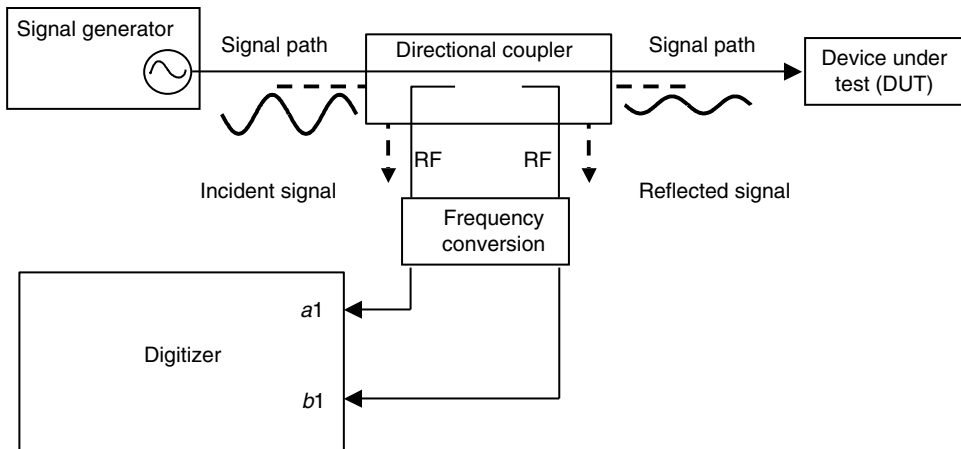 Signal generator
Signal path
Directional coupler
Signal path
Device under
test (DUT)
RF
RF
Incident signal
Reflected signal
Frequency
conversion
a1
Digitizer
b1